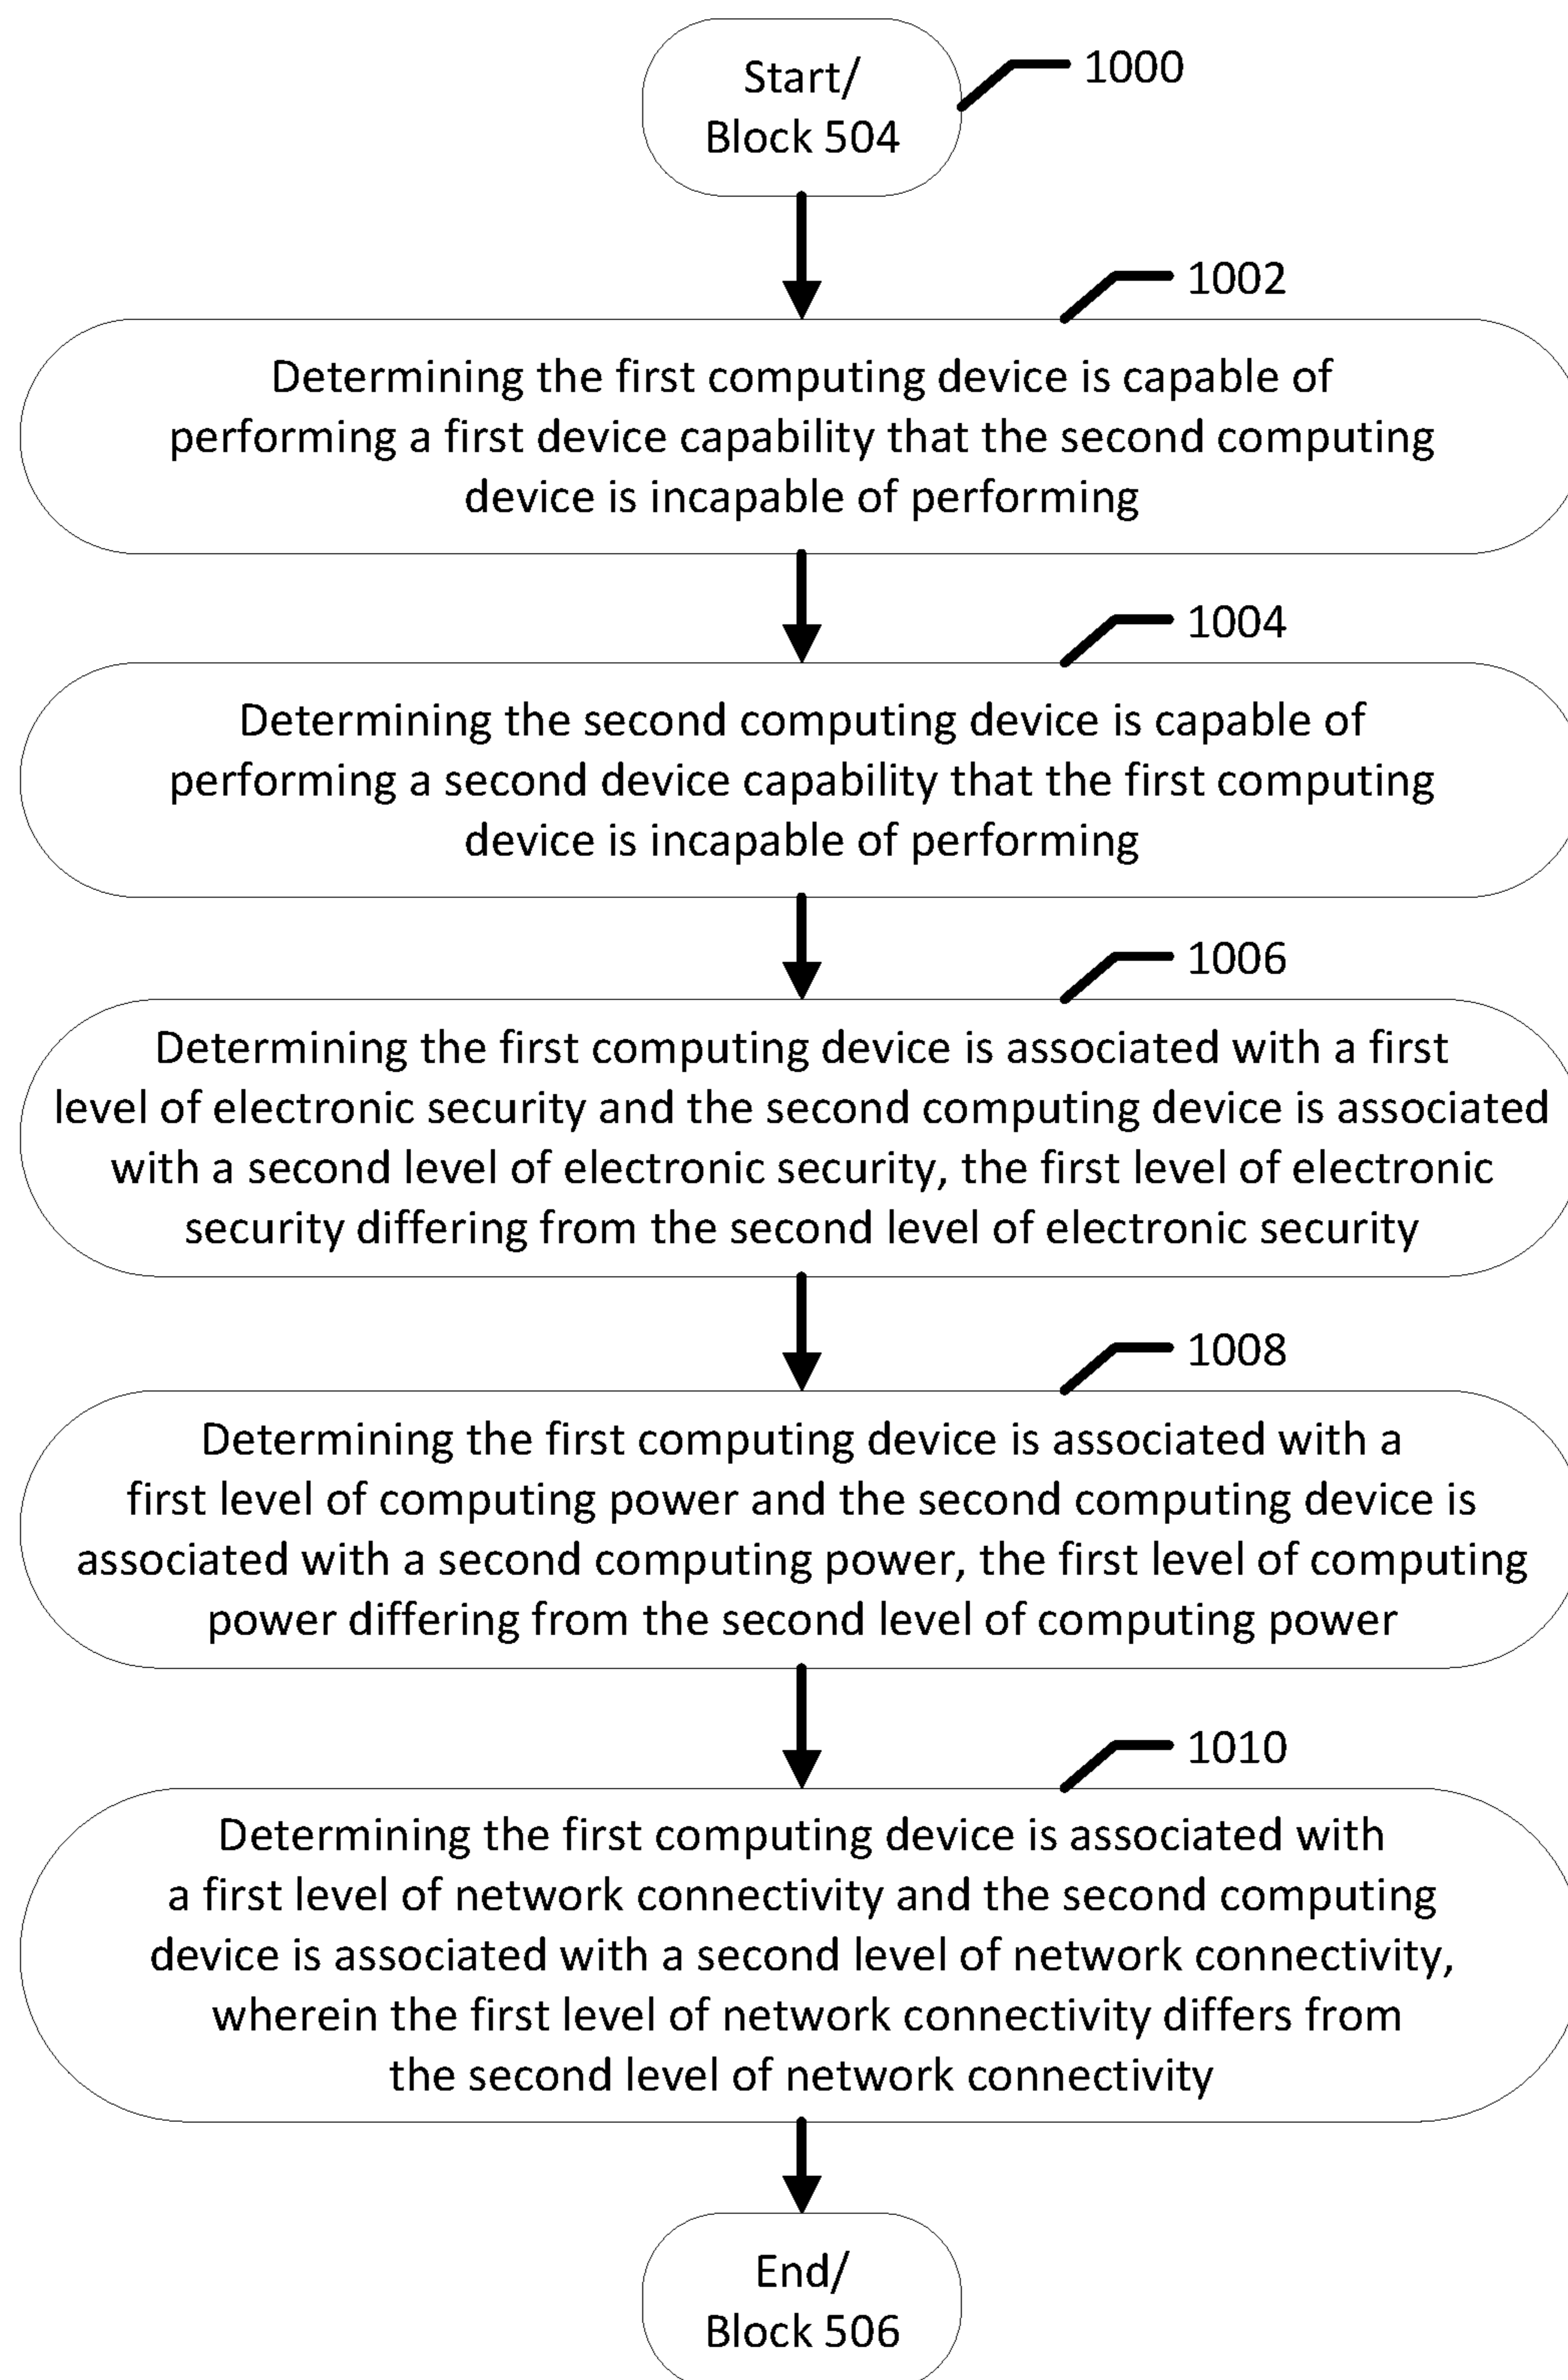 Start/
Block 504
1000
1002
Determining the first computing device is capable of
performing a first device capability that the second computing
device is incapable of performing
1004
Determining the second computing device is capable of
performing a second device capability that the first computing
device is incapable of performing
1006
Determining the first computing device is associated with a first
level of electronic security and the second computing device is associated
with a second level of electronic security, the first level of electronic
security differing from the second level of electronic security
1008
Determining the first computing device is associated with a
first level of computing power and the second computing device is
associated with a second computing power, the first level of computing
power differing from the second level of computing power
1010
Determining the first computing device is associated with
a first level of network connectivity and the second computing
device is associated with a second level of network connectivity,
wherein the first level of network connectivity differs from
the second level of network connectivity
End/
Block 506